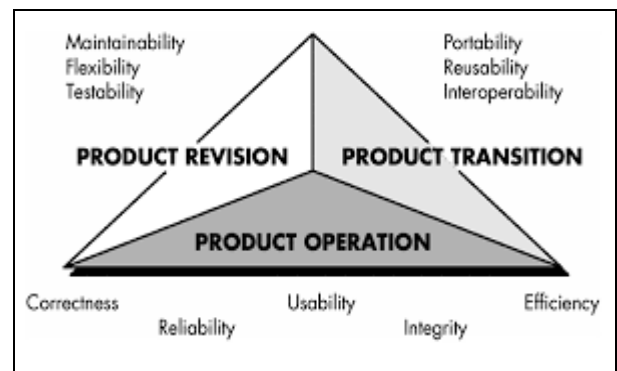 Maintainability
Flexibility
Testability
Portability
Reusability
Interoperability
PRODUCT REVISION
PRODUCT TRANSITION
PRODUCT OPERATION
Correctness
Reliability
Usability
Integrity
Efficiency